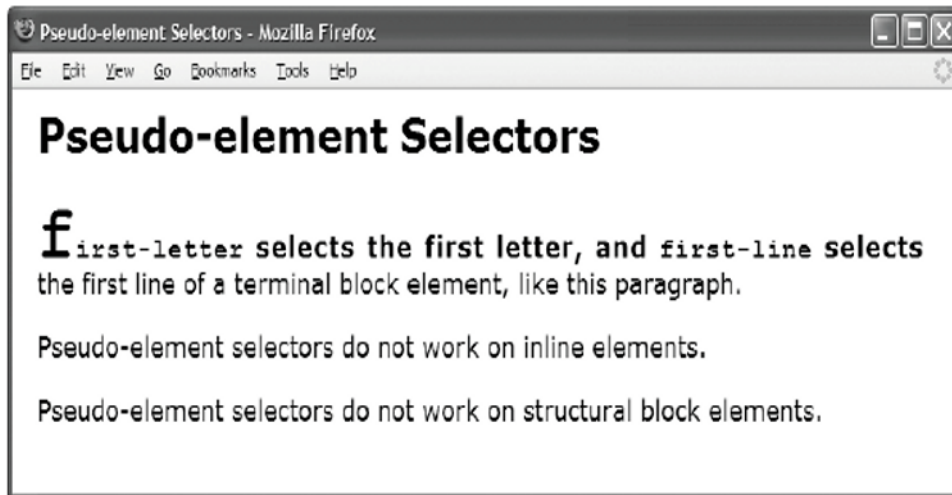 Pseudo-element Selectors - Mozilla Firefox
File Edit View Go Bookmarks Tools Help
Pseudo-element Selectors
first-letter selects the first letter, and first-line selects
the first line of a terminal block element, like this paragraph.
Pseudo-element selectors do not work on inline elements.
Pseudo-element selectors do not work on structural block elements.